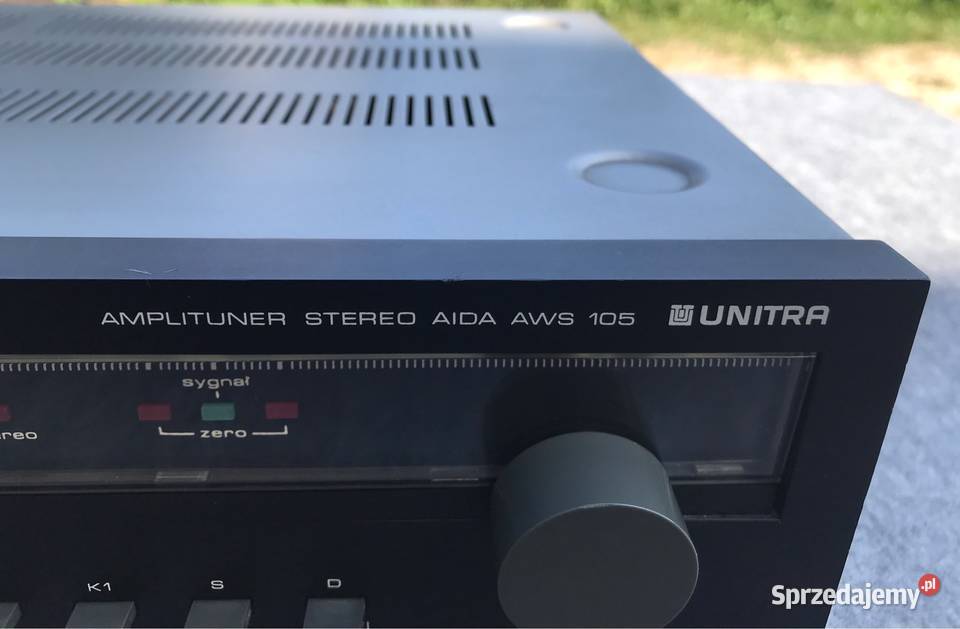 AMPLITUNER STEREO AIDA AWS 105 UNITRA
sygnał
zero
K1 S D
Sprzedajemy.pl